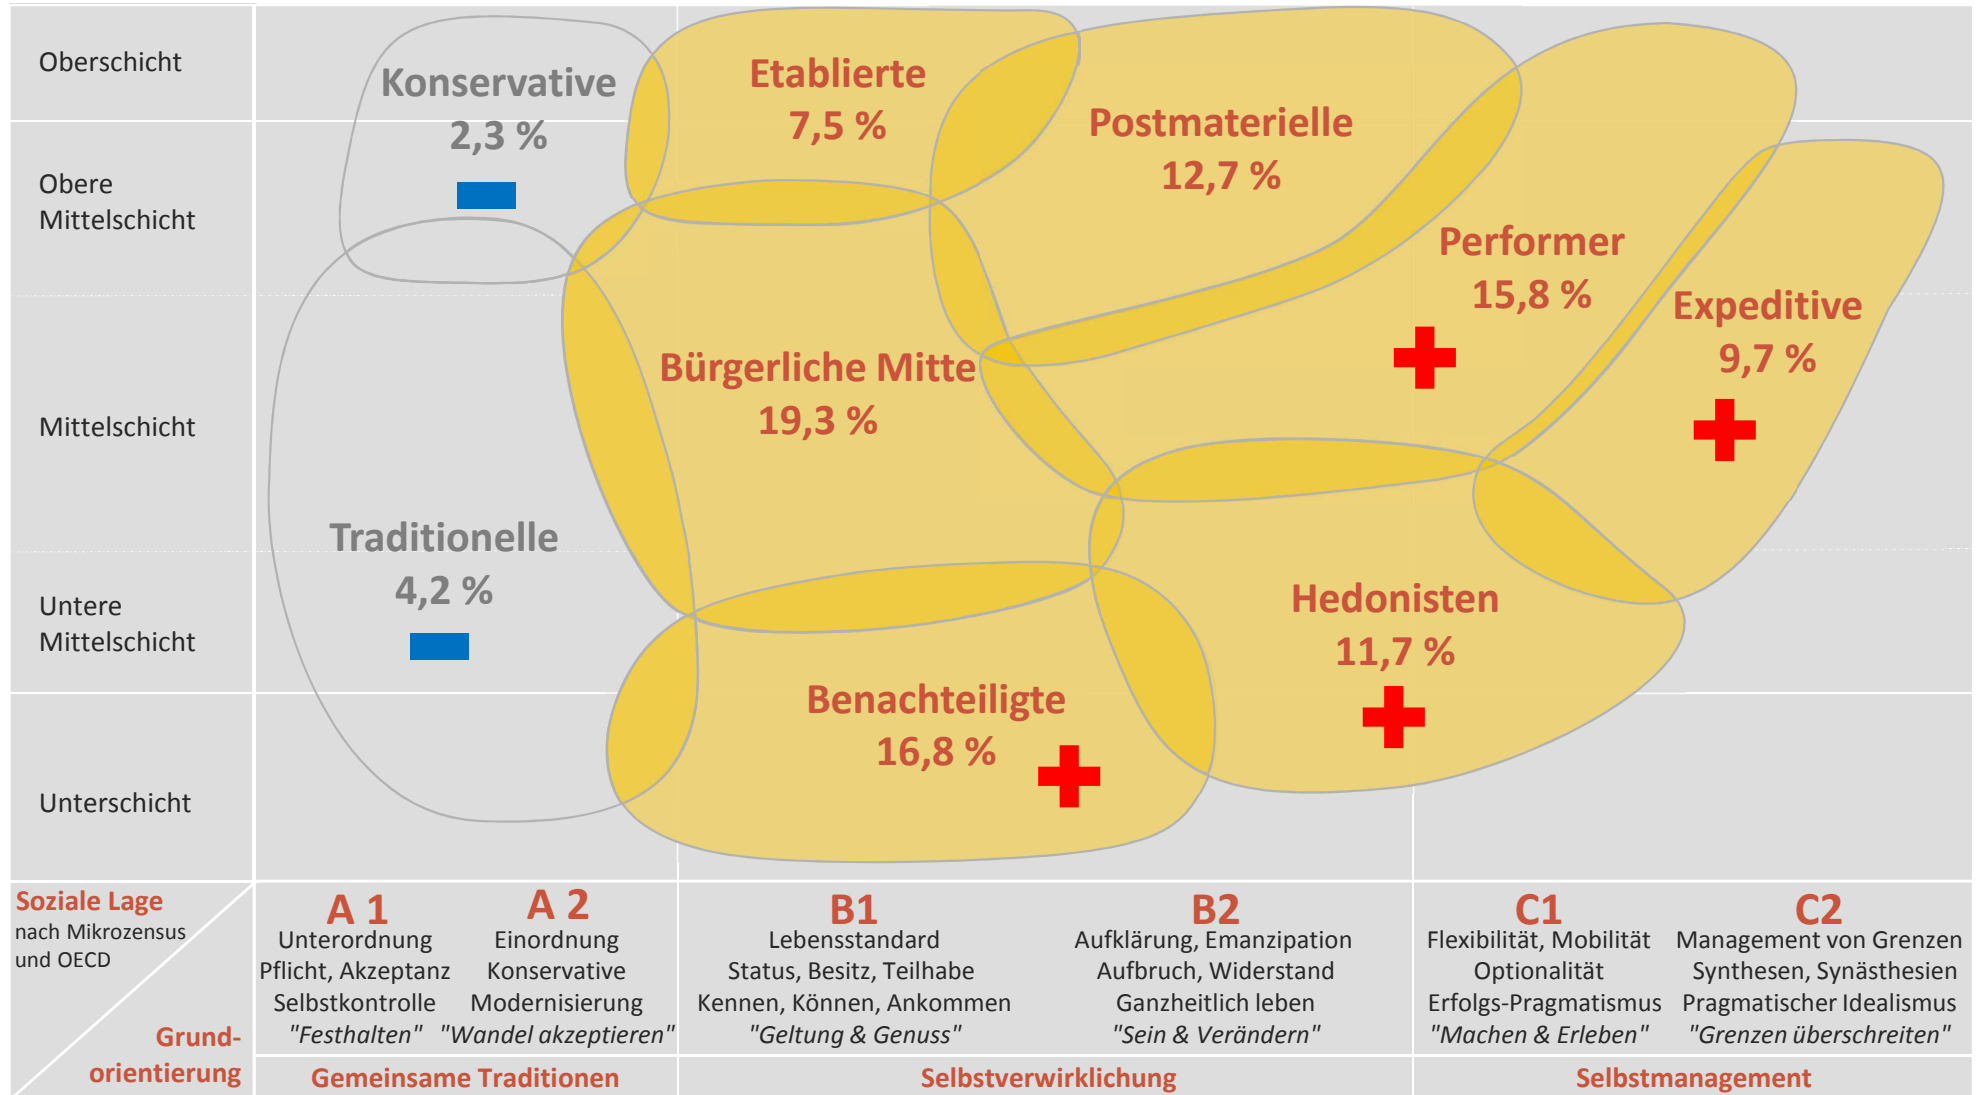 Oberschicht
Obere
Mittelschicht
Mittelschicht
Untere
Mittelschicht
Unterschicht
Konservative
2,3 %
Etablierte
7,5 %
Postmaterielle
12,7 %
Performer
15,8 %
Expeditive
9,7 %
Bürgerliche Mitte
19,3 %
Traditionelle
4,2 %
Hedonisten
11,7 %
Benachteiligte
16,8 %
Soziale Lage
nach Mikrozensus
und OECD
Grund-
orientierung
A 1
Unterordnung
Pflicht, Akzeptanz
Selbstkontrolle
"Festhalten"
A 2
Einordnung
Konservative
Modernisierung
"Wandel akzeptieren"
B1
Lebensstandard
Status, Besitz, Teilhabe
Kennen, Können, Ankommen
"Geltung & Genuss"
B2
Aufklärung, Emanzipation
Aufbruch, Widerstand
Ganzheitlich leben
"Sein & Verändern"
C1
Flexibilität, Mobilität
Optionalität
Erfolgs-Pragmatismus
"Machen & Erleben"
C2
Management von Grenzen
Synthesen, Synästhesien
Pragmatischer Idealismus
"Grenzen überschreiten"
Gemeinsame Traditionen
Selbstverwirklichung
Selbstmanagement